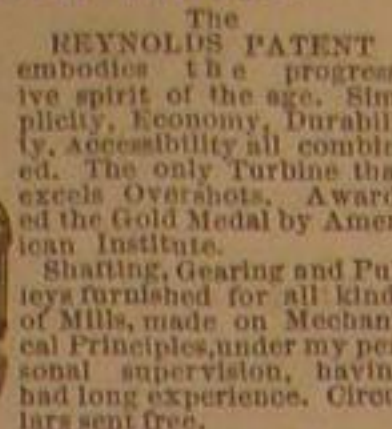 The
REYNOLDS PATENT
embodies the progress
ive spirit of the age. Sim
plicity, Economy, Durabil
ty, Accessibility all combin
ed. The only Turbine tha
excels Overshots. Award
ed the Gold Medal by Amer
ican Institute.
Shafting, Gearing and Pul
leys furnished for all kind
of Mills, made on Mechan
cal Principles, under my per
sonal supervision, havin
had long experience. Circu
lars sent free.